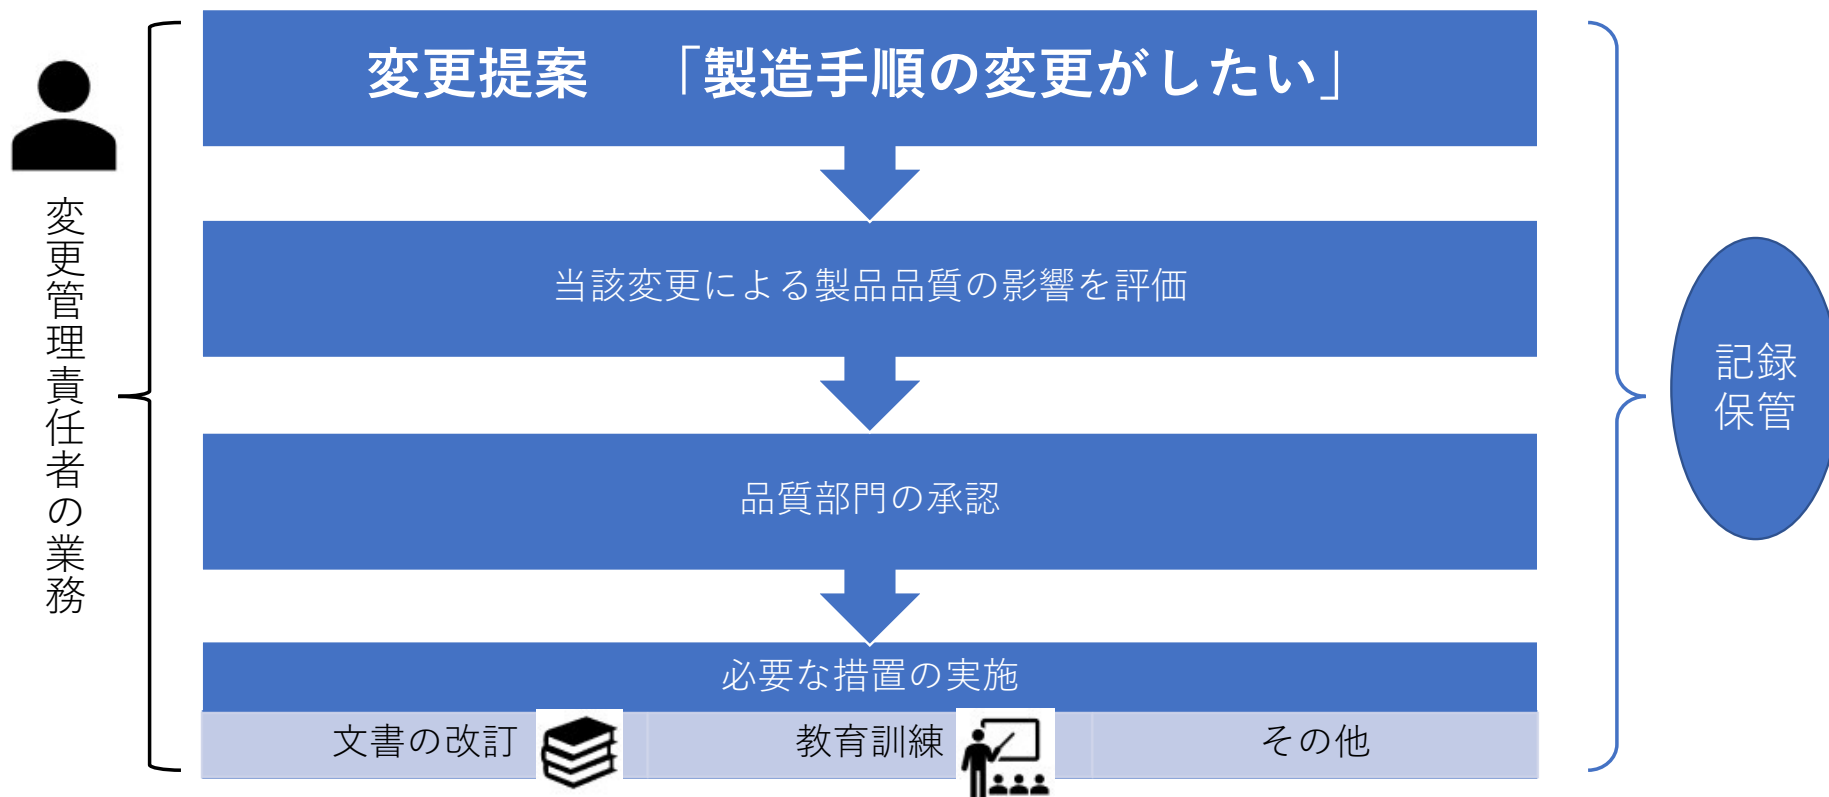 変更提案　「製造手順の変更がしたい」
変更管理責任者の業務
当該変更による製品品質の影響を評価
品質部門の承認
必要な措置の実施
文書の改訂
教育訓練
その他
記録
保管